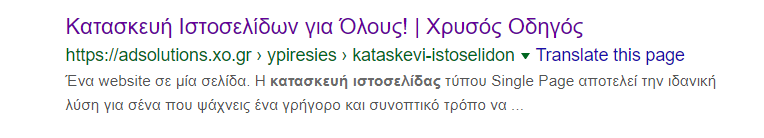 Κατασκευή Ιστοσελίδων για Όλους! | Χρυσός Οδηγός
https://adsolutions.xo.gr › ypiresies › kataskevi-istoselidon ▾ Translate this page
Ένα website σε μία σελίδα. Η κατασκευή ιστοσελίδας τύπου Single Page αποτελεί την ιδανική
λύση για σένα που ψάχνεις ένα γρήγορο και συνοπτικό τρόπο να ...